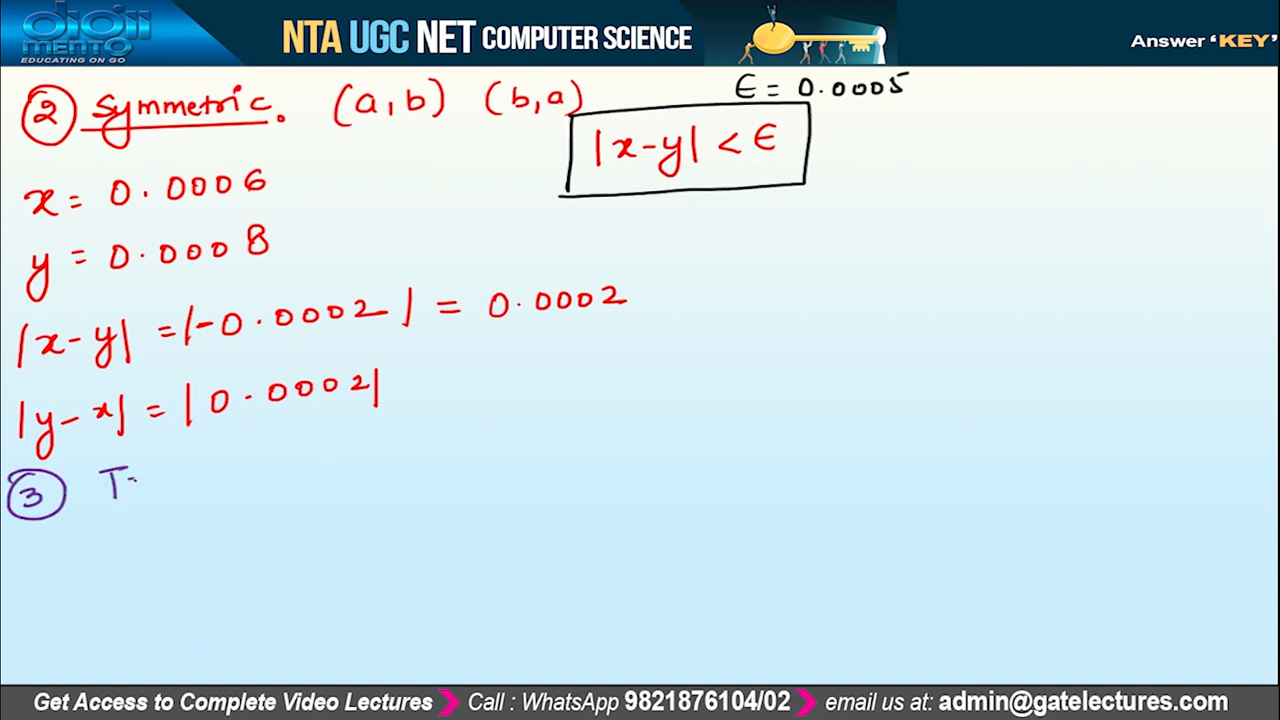 didii
MENTO
EDUCATING ON GO
NTA UGC NET COMPUTER SCIENCE
Answer ‘KEY’
② Symmetric. (a,b) (b,a)
∈ = 0.0005
|x-y| < ∈
x = 0.0006
y = 0.0008
|x-y| = |-0.0002| = 0.0002
|y-x| = |0.0002|
③ T-
Get Access to Complete Video Lectures Call : WhatsApp 9821876104/02 email us at: admin@gatelectures.com